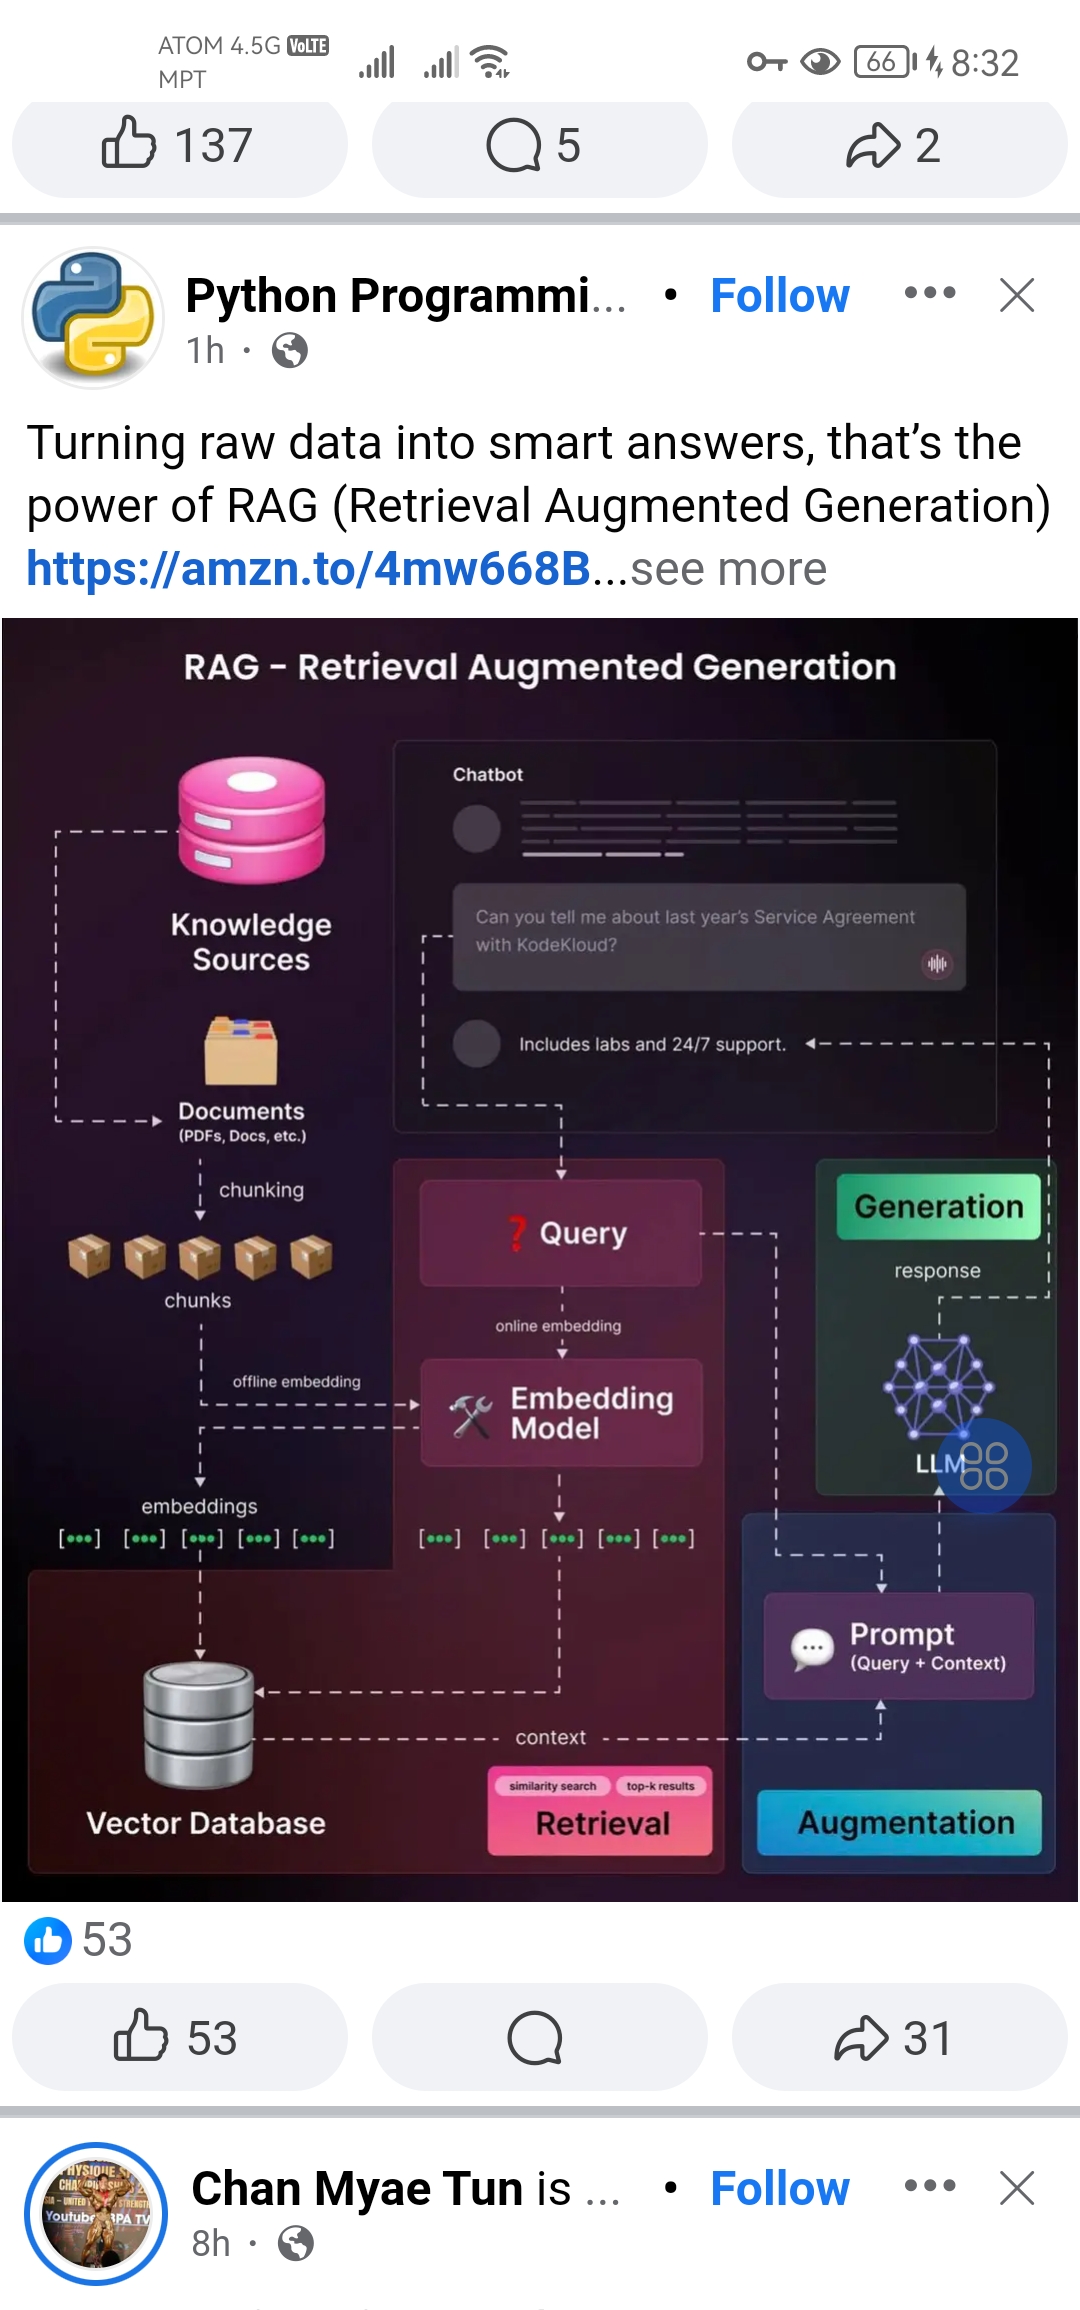 ATOM 4.5G VoLTE
MPT
66
8:32
137
5
2
Python Programmi... • Follow
1h
Turning raw data into smart answers, that's the
power of RAG (Retrieval Augmented Generation)
https://amzn.to/4mw668B...see more
RAG – Retrieval Augmented Generation
Chatbot
Can you tell me about last year's Service Agreement
with KodeKloud?
Includes labs and 24/7 support.
Knowledge
Sources
Documents
(PDFs, Docs, etc.)
chunking
chunks
offline embedding
embeddings
[•••] [•••] [•••] [•••] [•••]
Vector Database
Query
online embedding
Embedding
Model
[•••] [•••] [•••] [•••] [•••]
context
similarity search
top-k results
Retrieval
Generation
response
LLM
Prompt
(Query + Context)
Augmentation
53
53
31
Chan Myae Tun is ... • Follow
8h